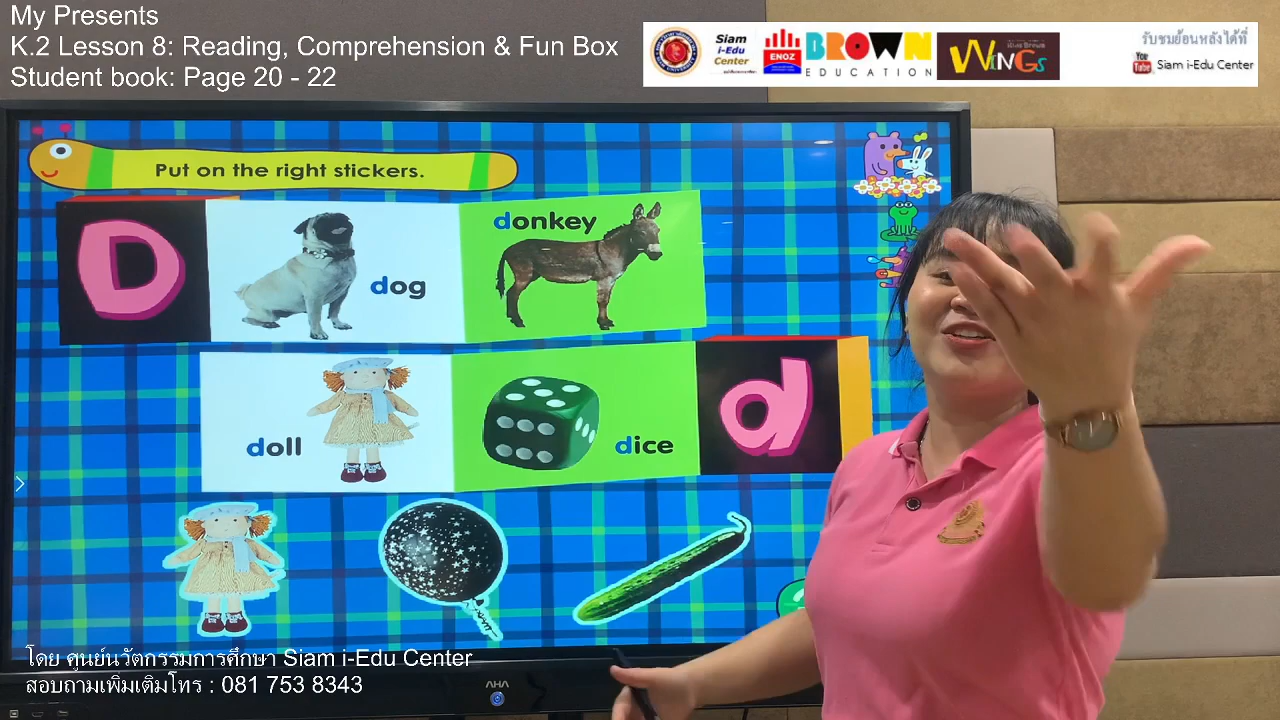 My Presents
K.2 Lesson 8: Reading, Comprehension & Fun Box
Student book: Page 20 - 22
Siam
i-Edu
Center
ENOZ
BROWN
EDUCATION
WiNGs
รับชมย้อนหลังได้ที่
You
Tube
Siam i-Edu Center
Put on the right stickers.
D
dog
donkey
doll
dice
d
โดย ศูนย์นวัตกรรมการศึกษา Siam i-Edu Center
สอบถามเพิ่มเติมโทร : 081 753 8343
AHA